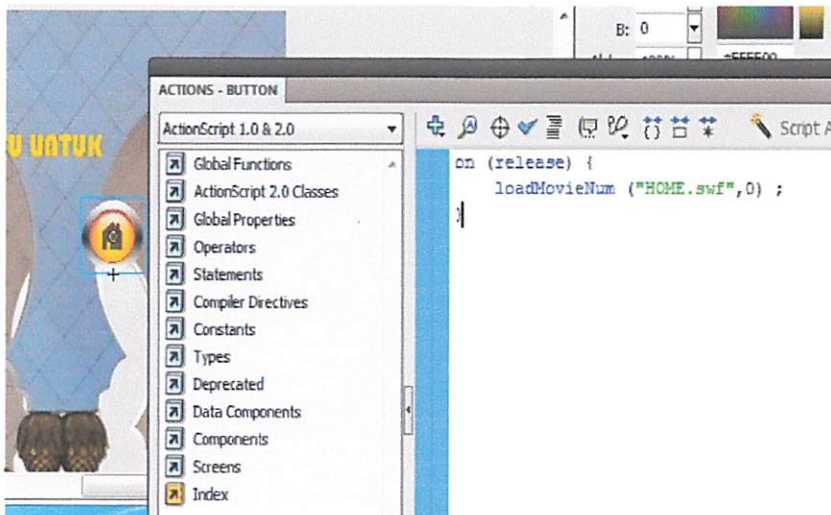 B: 0
U UNTUK
ACTIONS - BUTTON
ActionScript 1.0 & 2.0
Script A
Global Functions
ActionScript 2.0 Classes
Global Properties
Operators
Statements
Compiler Directives
Constants
Types
Deprecated
Data Components
Components
Screens
Index
on (release) {
loadMovieNum ("HOME.swf",0) ;
}